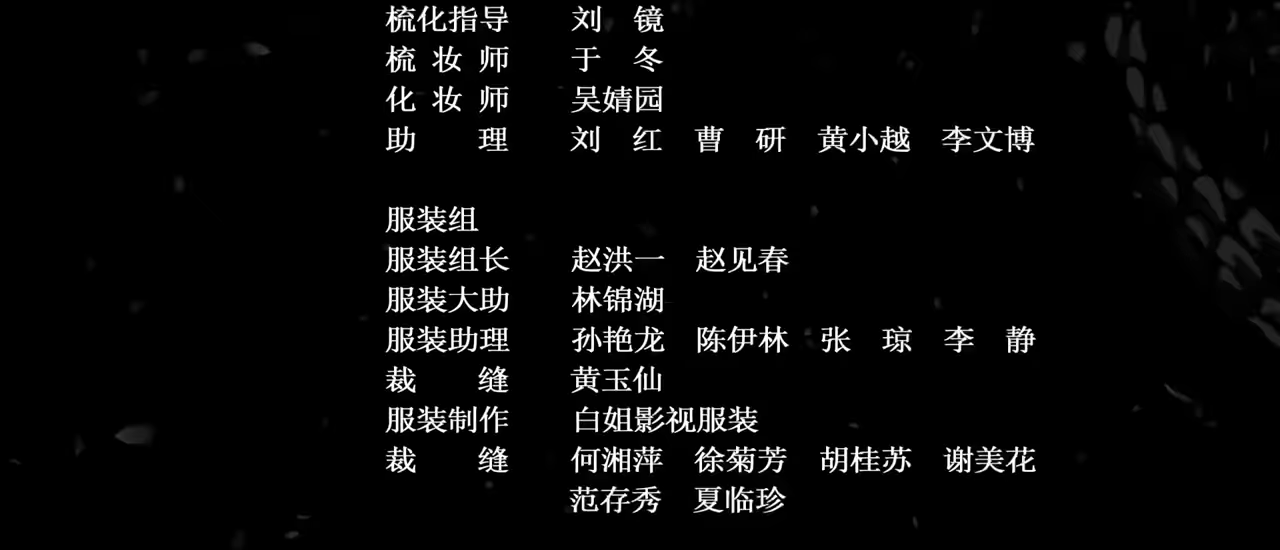 梳化指导 刘 镜
梳 妆 师 于 冬
化 妆 师 吴婧园
助 理 刘 红 曹 研 黄小越 李文博
服装组
服装组长 赵洪一 赵见春
服装大助 林锦湖
服装助理 孙艳龙 陈伊林 张 琼 李 静
裁 缝 黄玉仙
服装制作 白姐影视服装
裁 缝 何湘萍 徐菊芳 胡桂苏 谢美花
范存秀 夏临珍